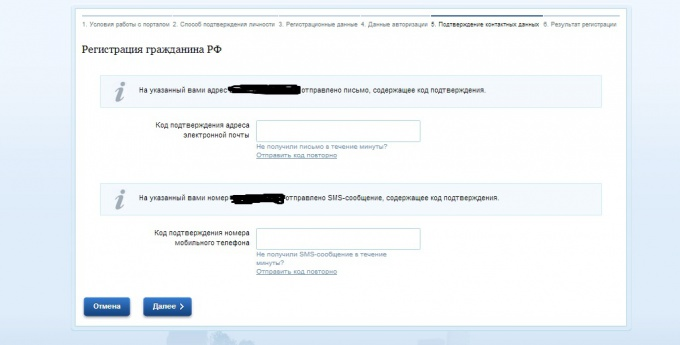 1. Условия работы с порталом 2. Способ подтверждения личности 3. Регистрационные данные 4. Данные авторизации 5. Подтверждение контактных данных 6. Результат регистрации
Регистрация гражданина РФ
i На указанный вами адрес отправлено письмо, содержащее код подтверждения.
Код подтверждения адреса
электронной почты
Не получили письмо в течение минуты?
Отправить код повторно
i На указанный вами номер отправлено SMS-сообщение, содержащее код подтверждения.
Код подтверждения номера
мобильного телефона
Не получили SMS-сообщение в течение
минуты?
Отправить код повторно
Отмена Далее >